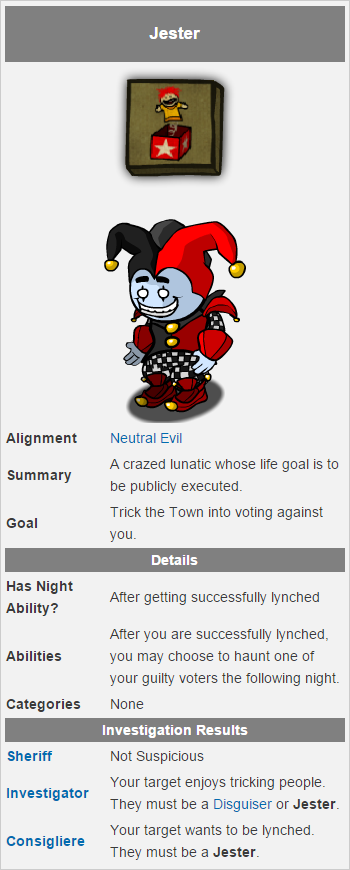 Jester
Alignment Neutral Evil
Summary A crazed lunatic whose life goal is to
be publicly executed.
Goal Trick the Town into voting against
you.
Details
Has Night
Ability? After getting successfully lynched
Abilities After you are successfully lynched,
you may choose to haunt one of
your guilty voters the following night.
Categories None
Investigation Results
Sheriff Not Suspicious
Investigator Your target enjoys tricking people.
They must be a Disguiser or Jester.
Consigliere Your target wants to be lynched.
They must be a Jester.